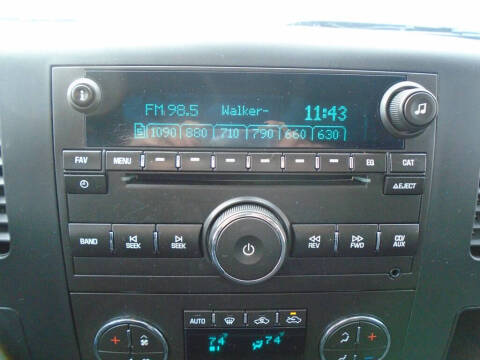 FM 98.5 Walker- 11:43
1090 880 710 790 660 630
FAV MENU EQ CAT
EJECT
BAND SEEK SEEK REV FWD CD/AUX
AUTO
74° 74°